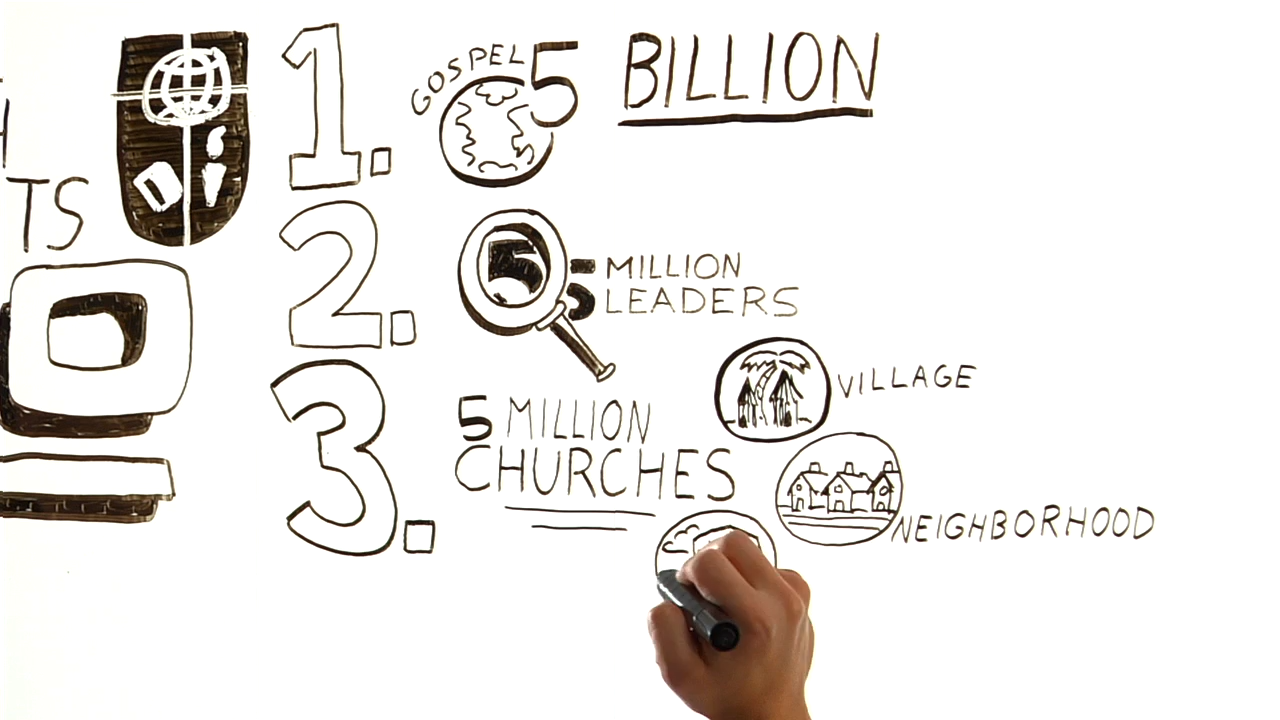 TS
1.
GOSPEL 5 BILLION
2.
5 5 MILLION
LEADERS
3.
5 MILLION
CHURCHES
VILLAGE
NEIGHBORHOOD